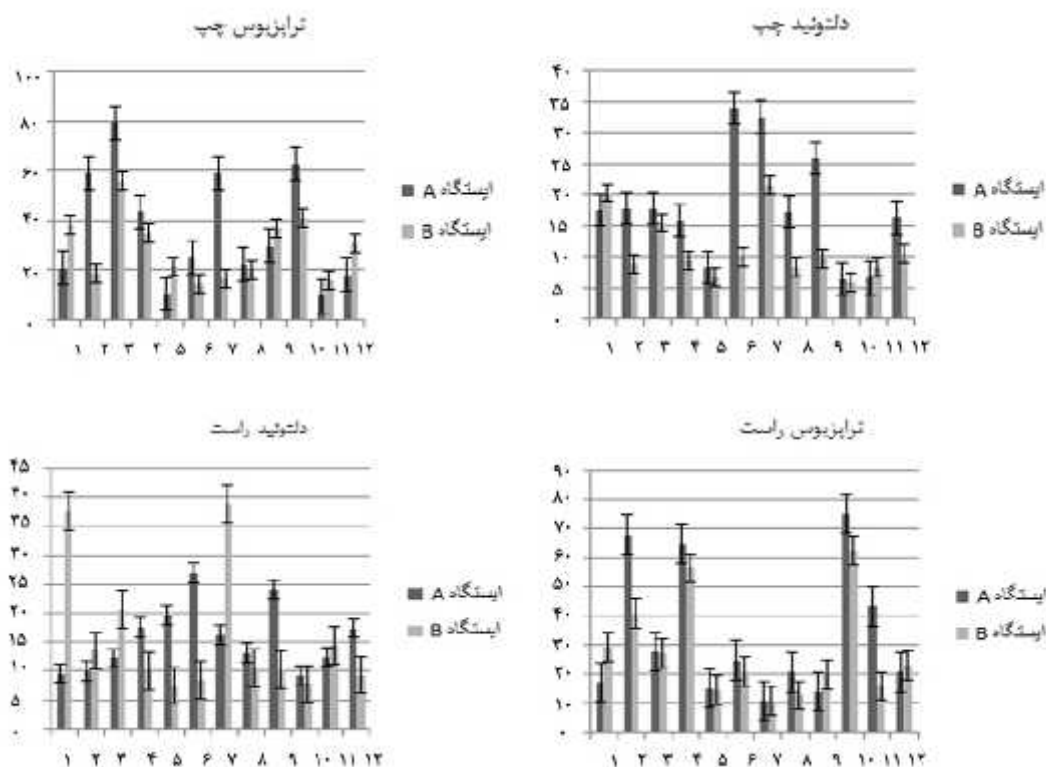 تراپزیوس چپ
۱۰۰
۸۰
۶۰
۴۰
۲۰
۰
۱ ۲ ۳ ۴ ۵ ۶ ۷ ۸ ۹ ۱۰ ۱۱ ۱۲
ایستگاه A
ایستگاه B
دلتوئید چپ
۴۰
۳۵
۳۰
۲۵
۲۰
۱۵
۱۰
۵
۰
۱ ۲ ۳ ۴ ۵ ۶ ۷ ۸ ۹ ۱۰ ۱۱ ۱۲
ایستگاه A
ایستگاه B
دلتوئید راست
۴۵
۴۰
۳۵
۳۰
۲۵
۲۰
۱۵
۱۰
۵
۰
۱ ۲ ۳ ۴ ۵ ۶ ۷ ۸ ۹ ۱۰ ۱۱ ۱۲
ایستگاه A
ایستگاه B
تراپزیوس راست
۹۰
۸۰
۷۰
۶۰
۵۰
۴۰
۳۰
۲۰
۱۰
۰
۱ ۲ ۳ ۴ ۵ ۶ ۷ ۸ ۹ ۱۰ ۱۱ ۱۲
ایستگاه A
ایستگاه B